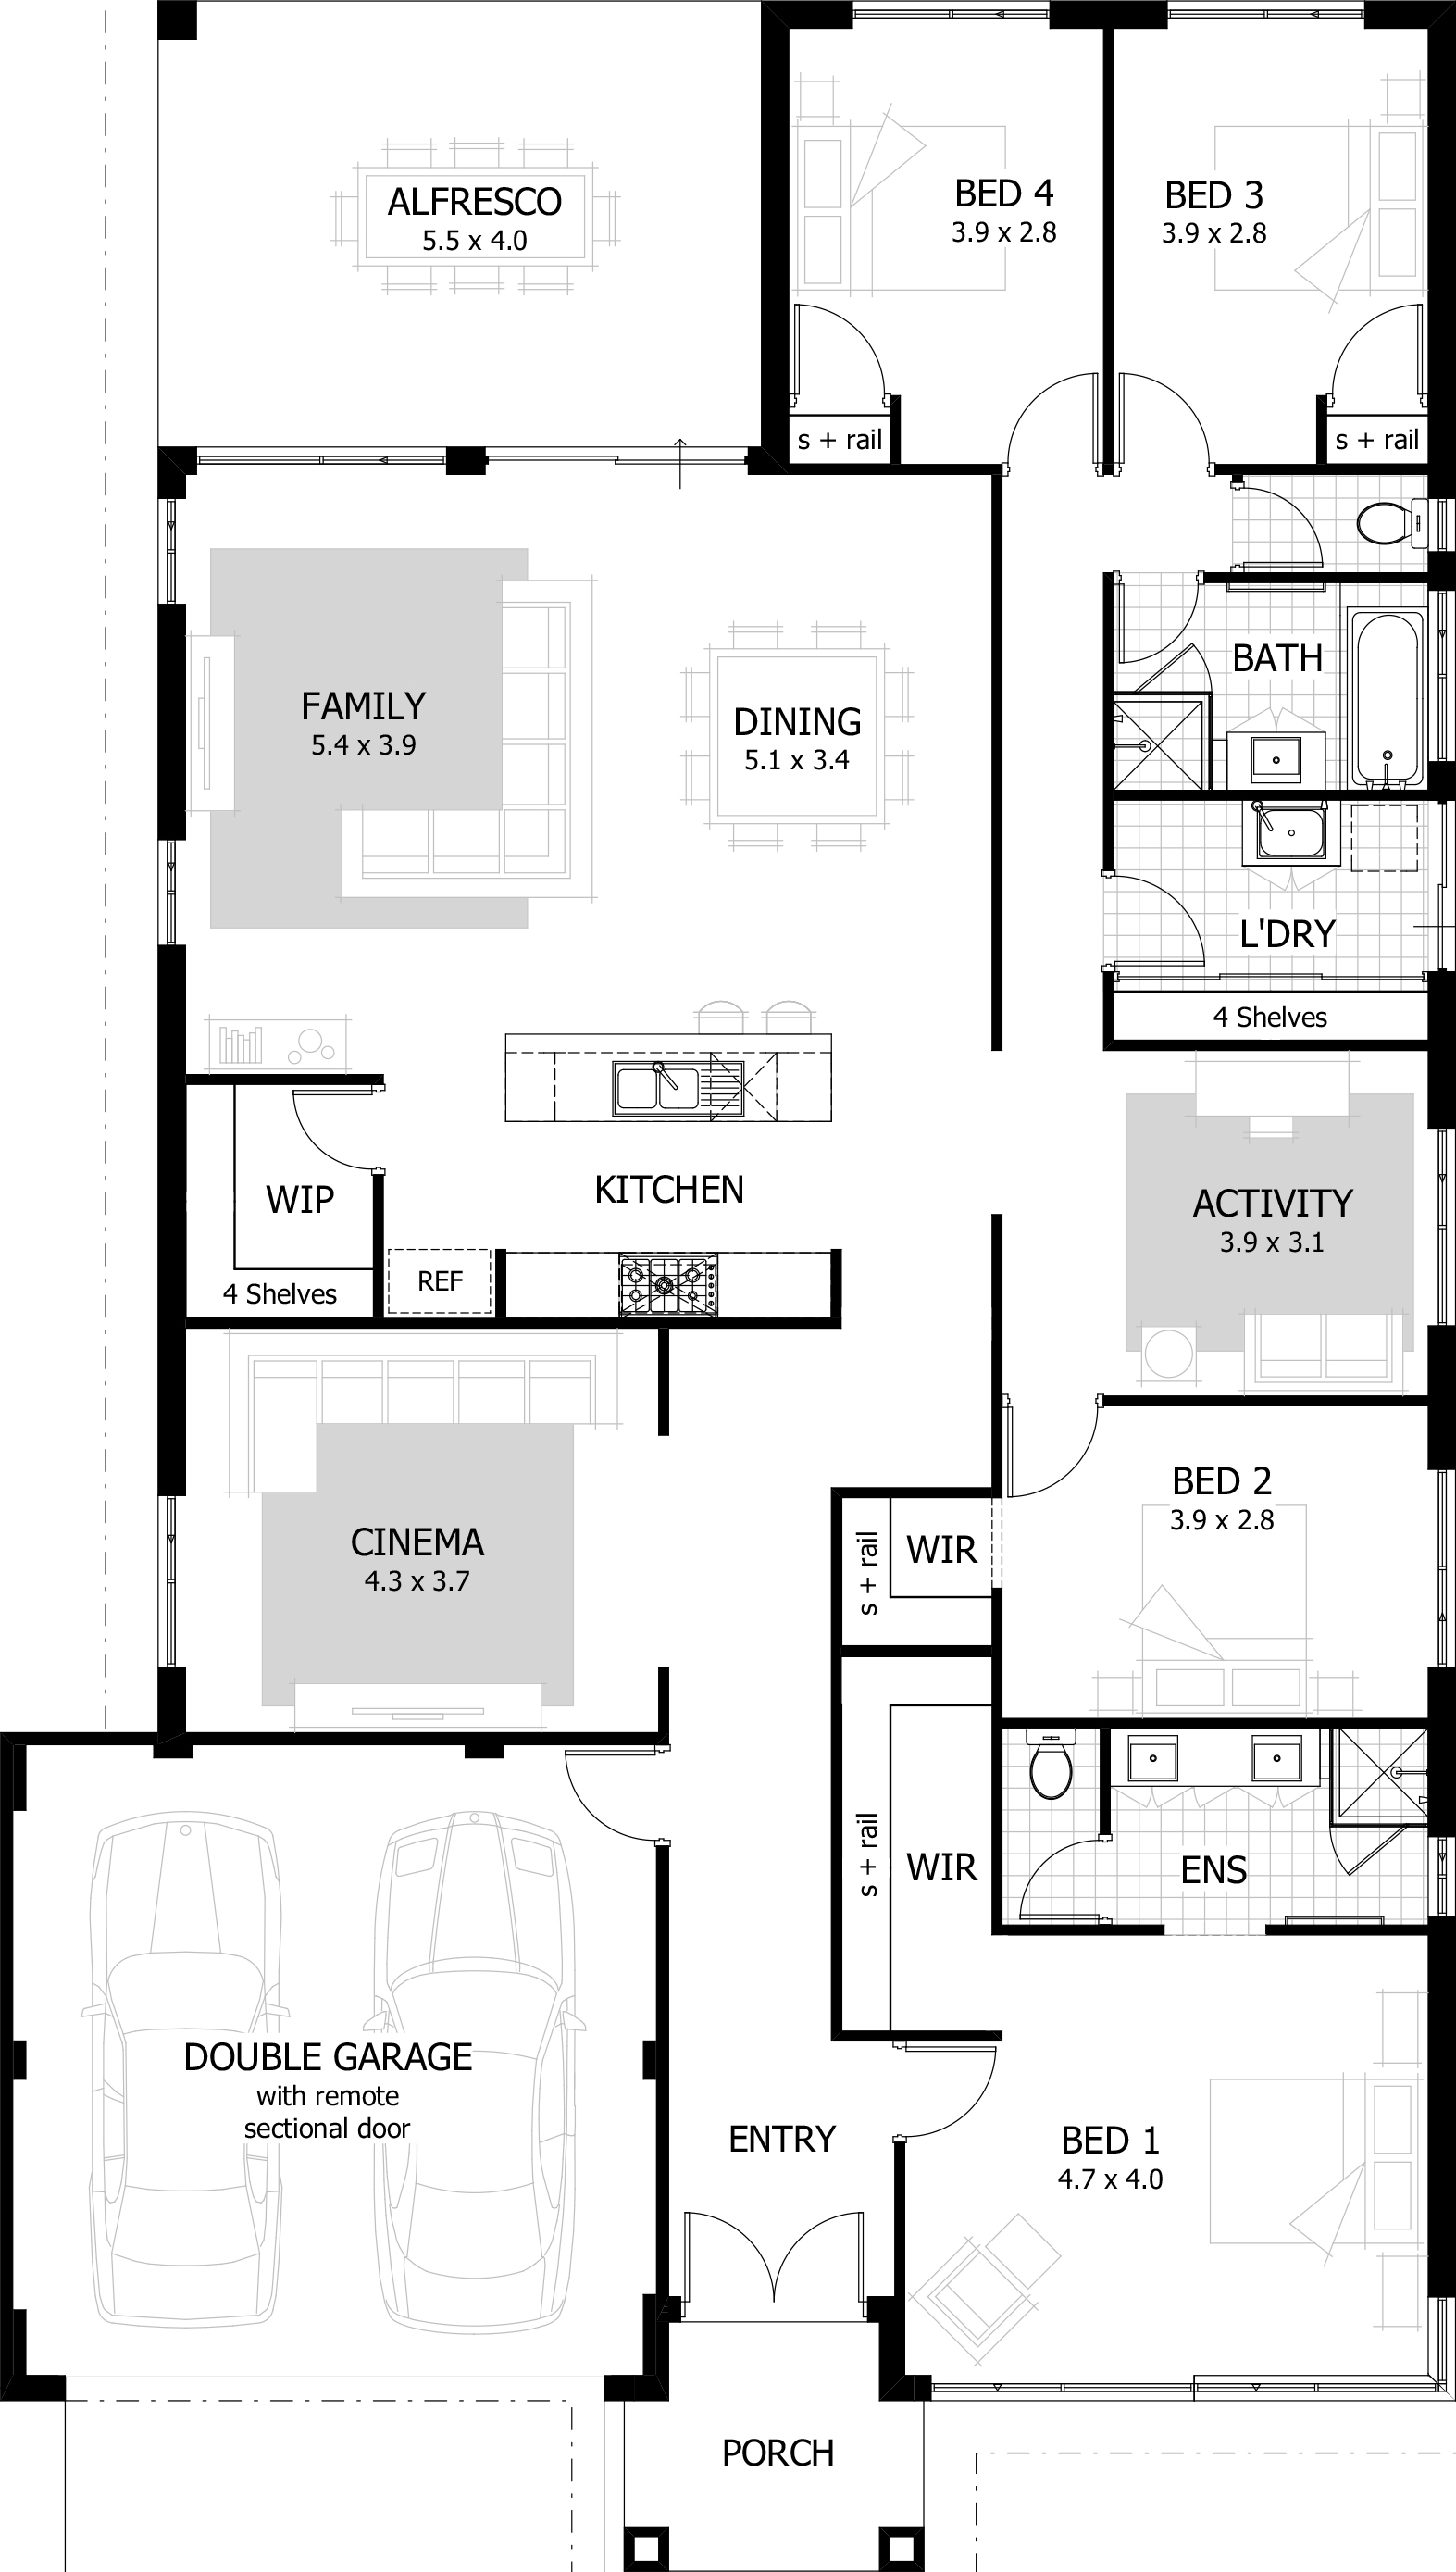 ALFRESCO
5.5 x 4.0
BED 4
3.9 x 2.8
BED 3
3.9 x 2.8
s + rail
s + rail
BATH
FAMILY
5.4 x 3.9
DINING
5.1 x 3.4
L'DRY
4 Shelves
KITCHEN
WIP
4 Shelves
REF
ACTIVITY
3.9 x 3.1
BED 2
3.9 x 2.8
CINEMA
4.3 x 3.7
s + rail
WIR
s + rail
WIR
ENS
DOUBLE GARAGE
with remote
sectional door
ENTRY
BED 1
4.7 x 4.0
PORCH